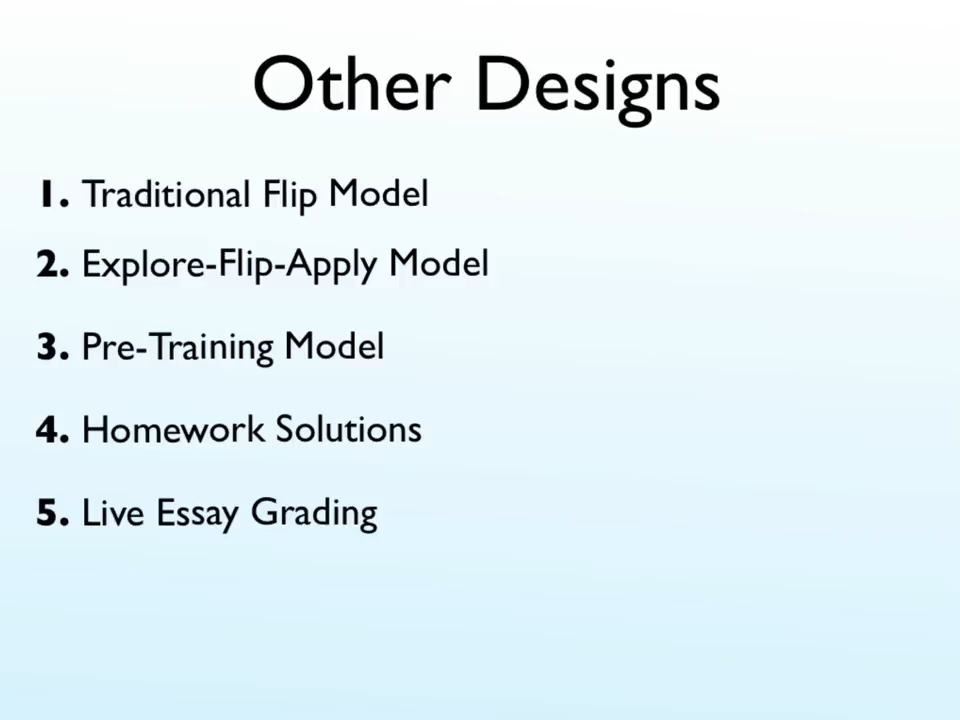 Other Designs
1. Traditional Flip Model
2. Explore-Flip-Apply Model
3. Pre-Training Model
4. Homework Solutions
5. Live Essay Grading